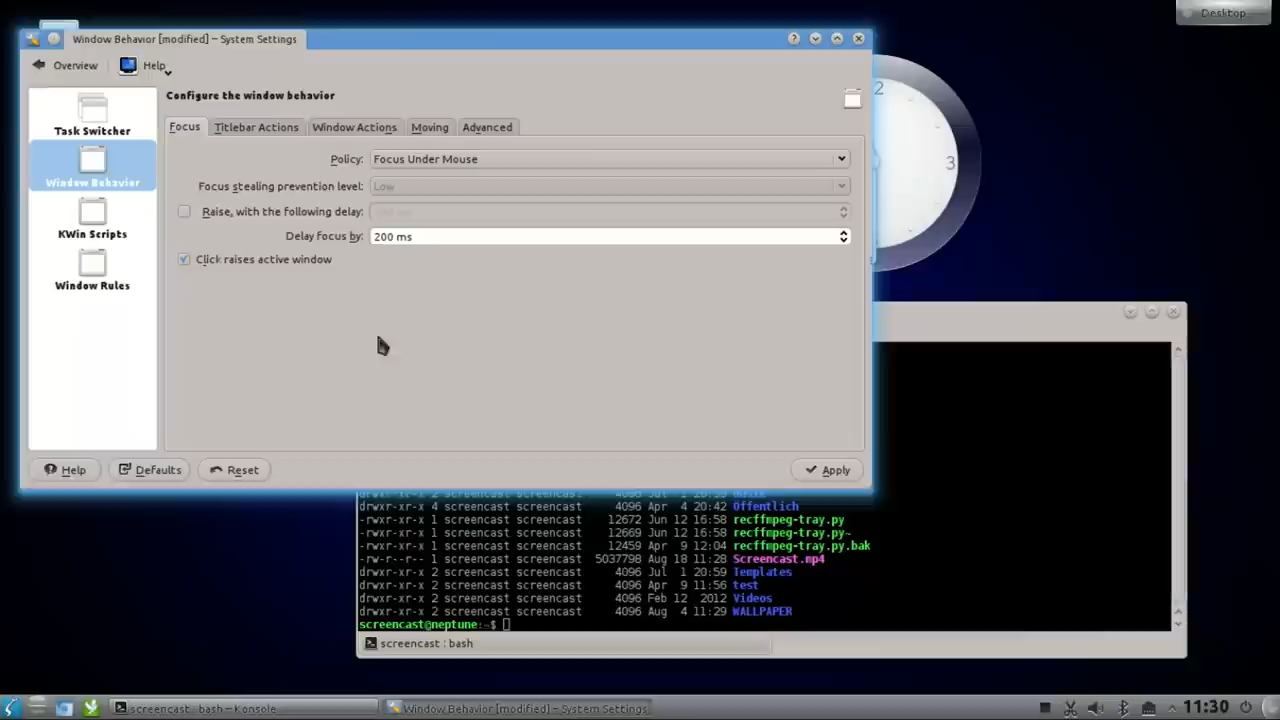 Desktop
Window Behavior [modified] – System Settings
Overview
Help
Configure the window behavior
Task Switcher
Window Behavior
KWin Scripts
Window Rules
Focus Titlebar Actions Window Actions Moving Advanced
Policy: Focus Under Mouse
Focus stealing prevention level: Low
Raise, with the following delay:
Delay focus by: 200 ms
Click raises active window
Help Defaults Reset Apply
2
3
drwxr-xr-x 4 screencast screencast 4096 Apr 4 20:42 Öffentlich
-rwxr-xr-x 1 screencast screencast 12672 Jun 12 16:58 recffmpeg-tray.py
-rwxr-xr-x 1 screencast screencast 12669 Jun 12 16:58 recffmpeg-tray.py~
-rwxr-xr-x 1 screencast screencast 12459 Apr 9 12:04 recffmpeg-tray.py.bak
-rw-r--r-- 1 screencast screencast 5037798 Aug 18 11:28 Screencast.mp4
drwxr-xr-x 2 screencast screencast 4096 Jul 1 20:59 Templates
drwxr-xr-x 2 screencast screencast 4096 Apr 9 11:56 test
drwxr-xr-x 2 screencast screencast 4096 Feb 12 2012 Videos
drwxr-xr-x 2 screencast screencast 4096 Aug 4 11:29 WALLPAPER
screencast@neptune:~$
screencast : bash
screencast : bash – Konsole
Window Behavior [modified] – System Settings
11:30